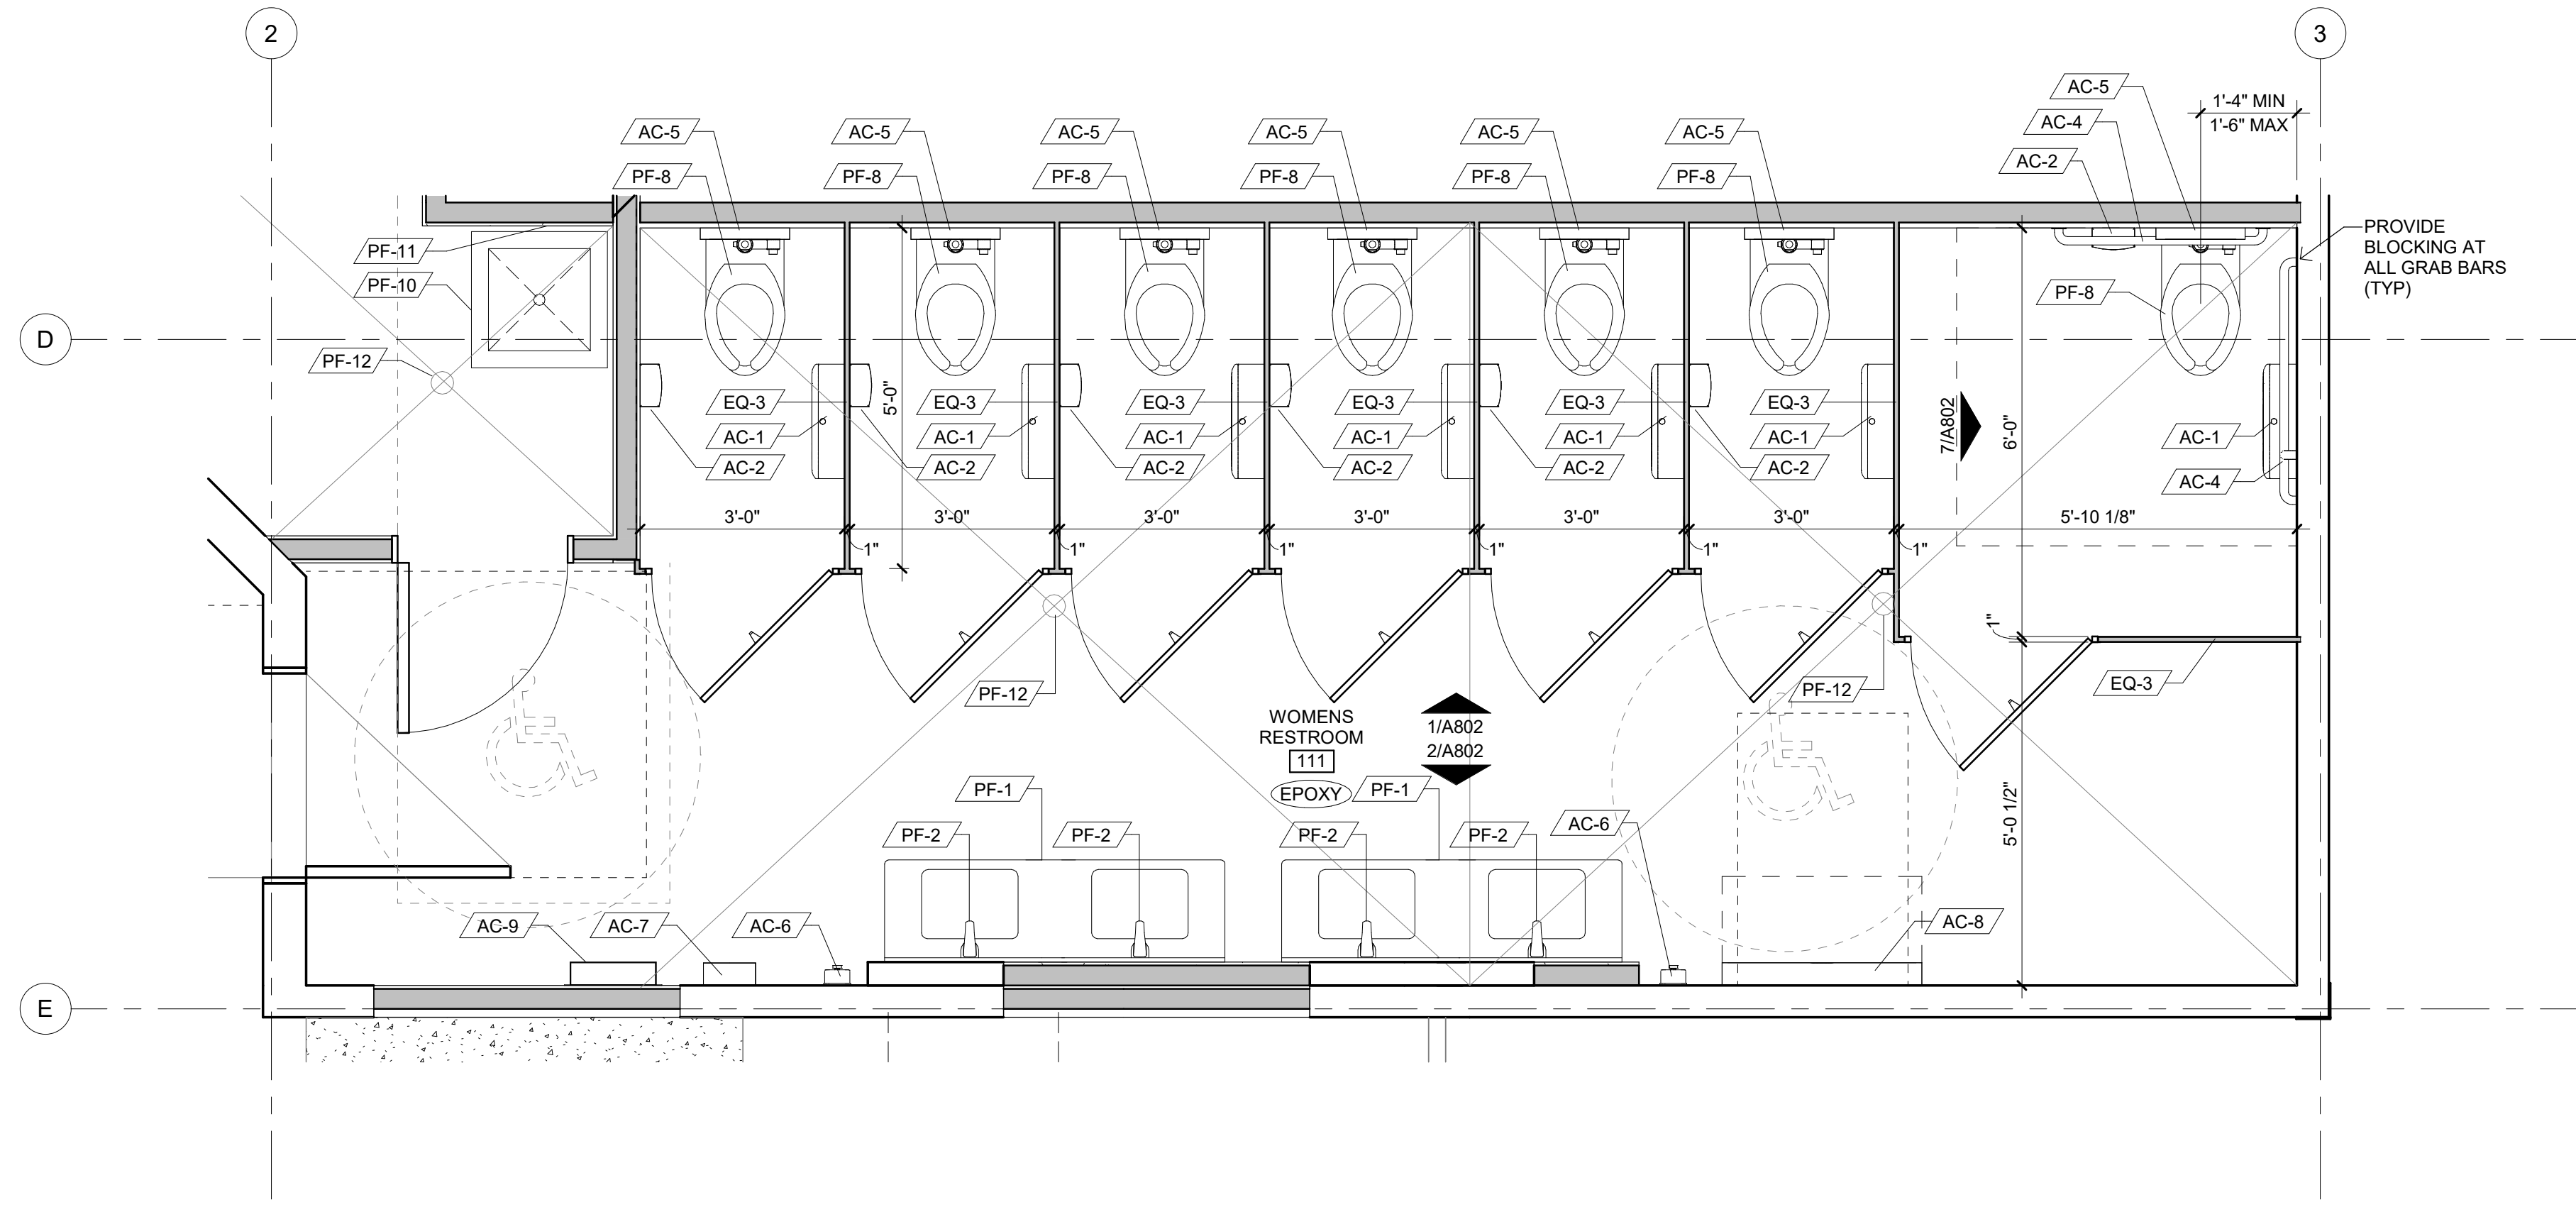 2
3
AC-5
1'-4" MIN
1'-6" MAX
AC-4
AC-5
AC-5
AC-5
AC-5
AC-5
AC-5
AC-2
PF-8
PF-8
PF-8
PF-8
PF-8
PF-8
PROVIDE
BLOCKING AT
ALL GRAB BARS
(TYP)
PF-11
PF-10
PF-8
D
PF-12
EQ-3
EQ-3
EQ-3
EQ-3
EQ-3
EQ-3
5'-0"
7/A802
6'-0"
AC-1
AC-1
AC-1
AC-1
AC-1
AC-1
AC-1
AC-2
AC-2
AC-2
AC-2
AC-2
AC-2
AC-4
3'-0"
3'-0"
3'-0"
3'-0"
3'-0"
3'-0"
5'-10 1/8"
1"
1"
1"
1"
1"
1"
1"
PF-12
PF-12
EQ-3
WOMENS
RESTROOM
111
EPOXY
1/A802
2/A802
PF-1
PF-1
PF-2
PF-2
PF-2
PF-2
AC-6
5'-0 1/2"
AC-9
AC-7
AC-6
AC-8
E